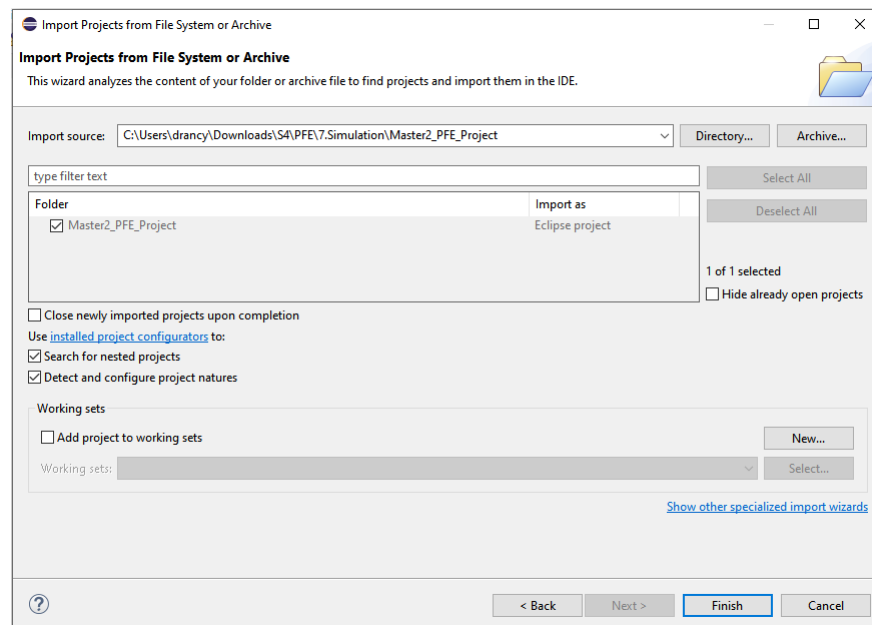 Import Projects from File System or Archive
Import Projects from File System or Archive
This wizard analyzes the content of your folder or archive file to find projects and import them in the IDE.
Import source: C:\Users\drancy\Downloads\S4\PFE\7.Simulation\Master2_PFE_Project Directory... Archive...
type filter text Select All
Folder Import as Deselect All
Master2_PFE_Project Eclipse project
1 of 1 selected
Hide already open projects
Close newly imported projects upon completion
Use installed project configurators to:
Search for nested projects
Detect and configure project natures
Working sets
Add project to working sets New...
Working sets: Select...
Show other specialized import wizards
? < Back Next > Finish Cancel